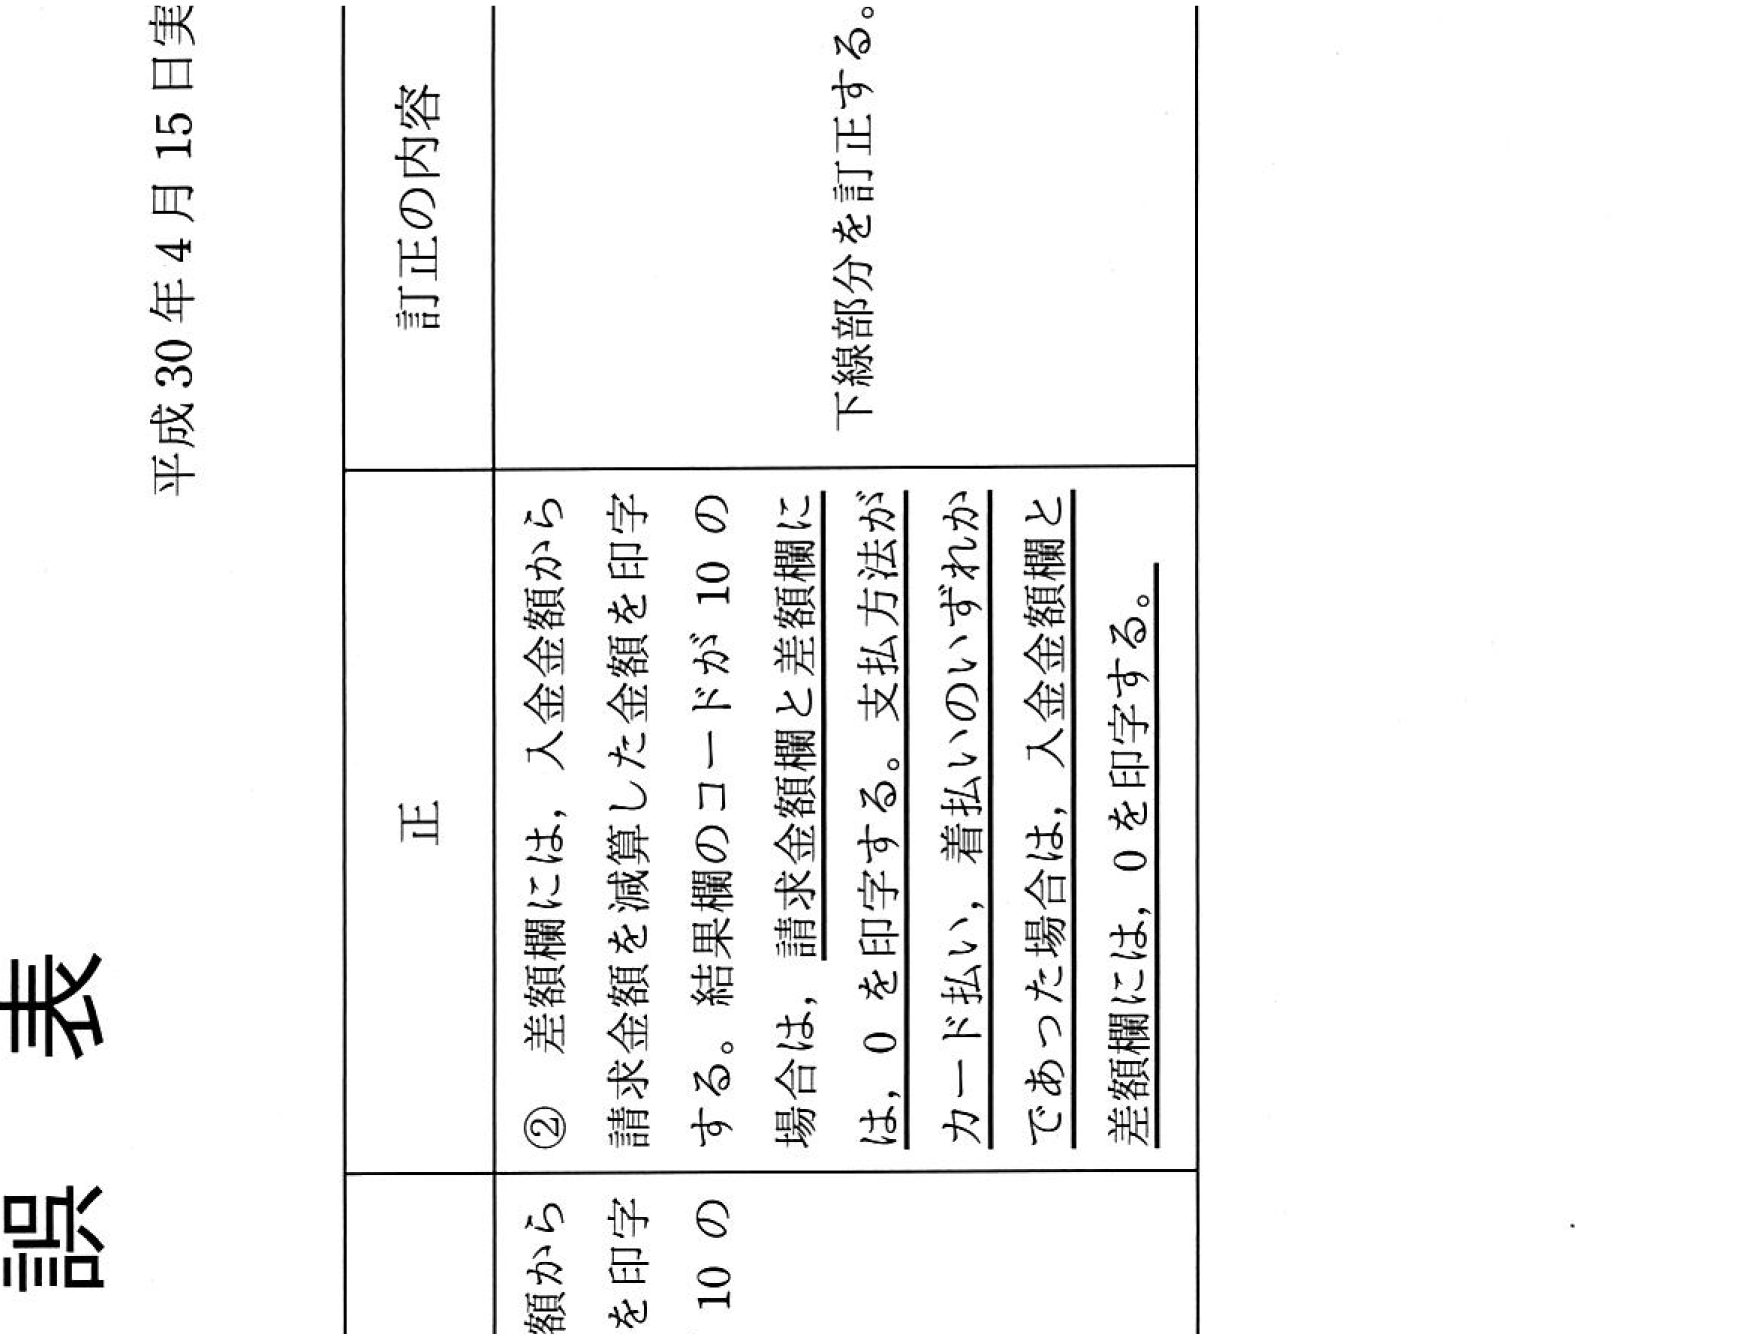 誤 表
平成 30 年 4 月 15 日実
正
訂正の内容
額から
を印字
10 の
② 差額欄には，入金金額から
請求金額を減算した金額を印字
する。結果欄のコードが 10 の
場合は，請求金額欄と差額欄に
は，0 を印字する。支払方法が
カード払い，着払いのいずれか
であった場合は，入金金額欄と
差額欄には，0 を印字する。
下線部分を訂正する。